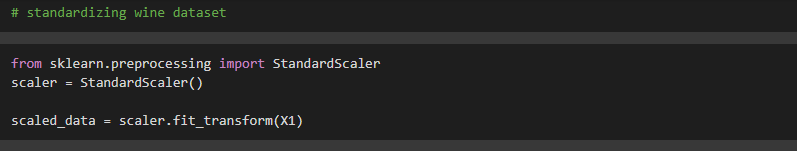 # standardizing wine dataset
from sklearn.preprocessing import StandardScaler
scaler = StandardScaler()
scaled_data = scaler.fit_transform(X1)